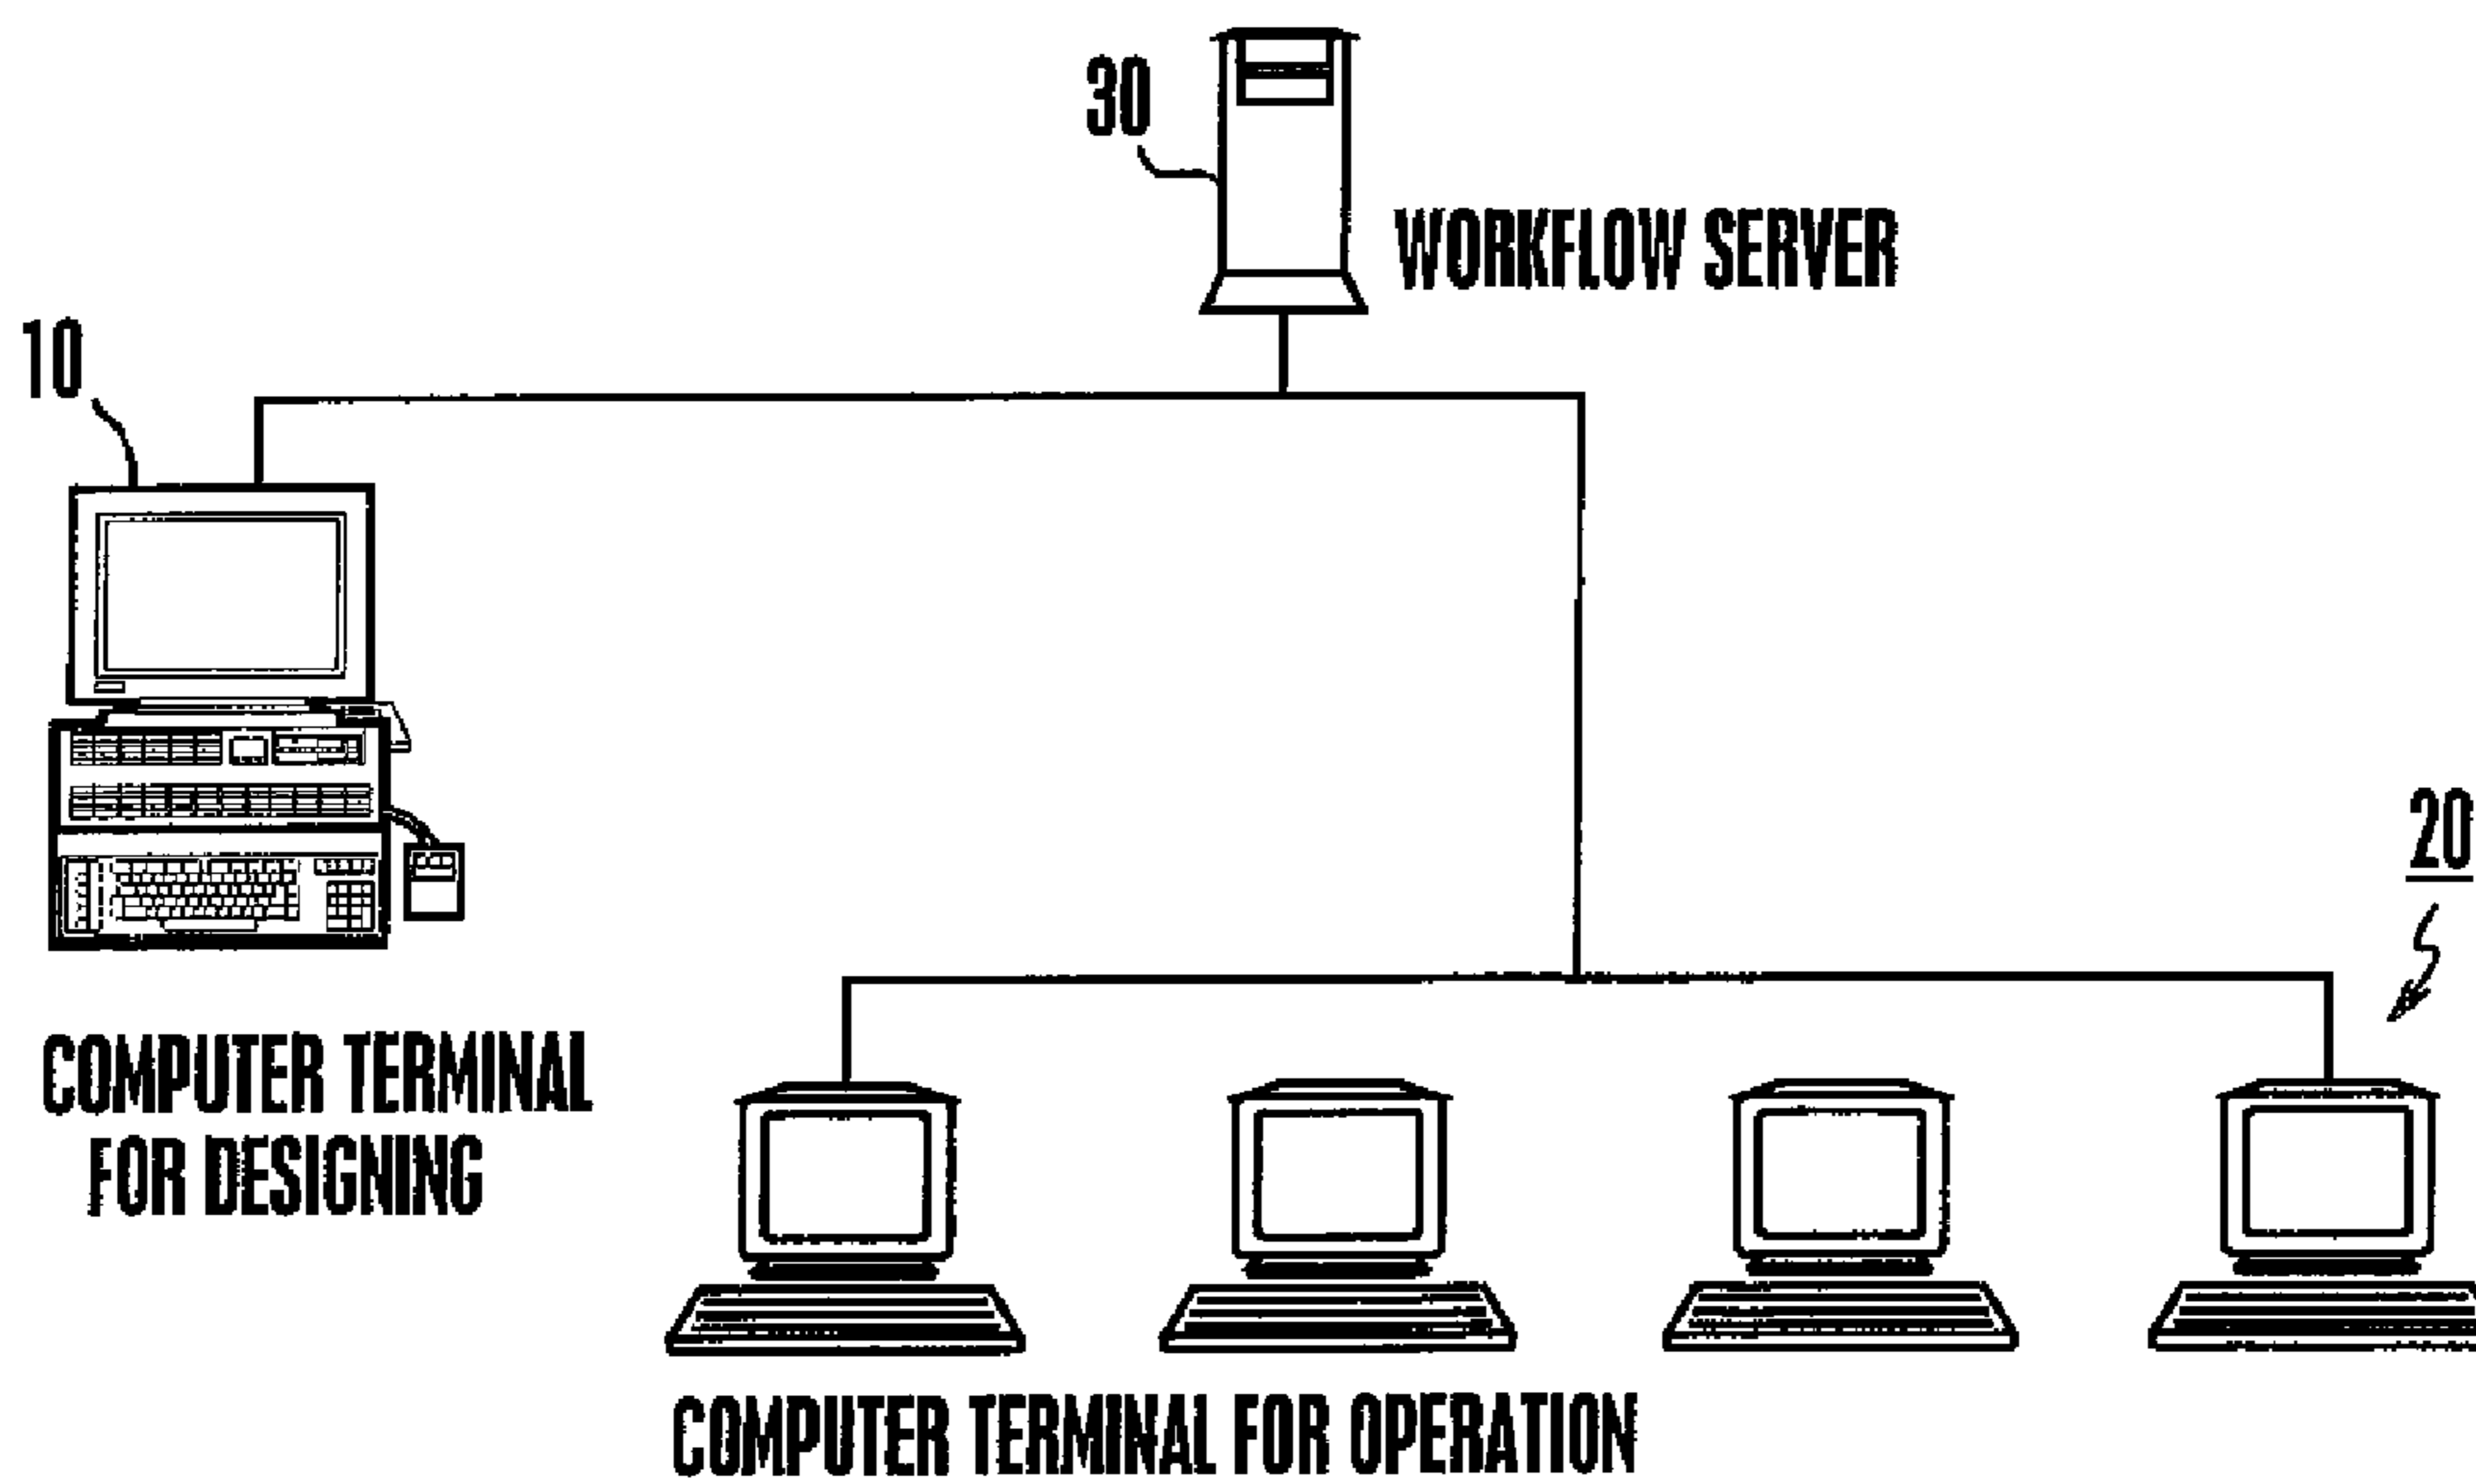 30
WORKFLOW SERVER
10
20
COMPUTER TERMINAL
FOR DESIGNING
COMPUTER TERMINAL FOR OPERATION